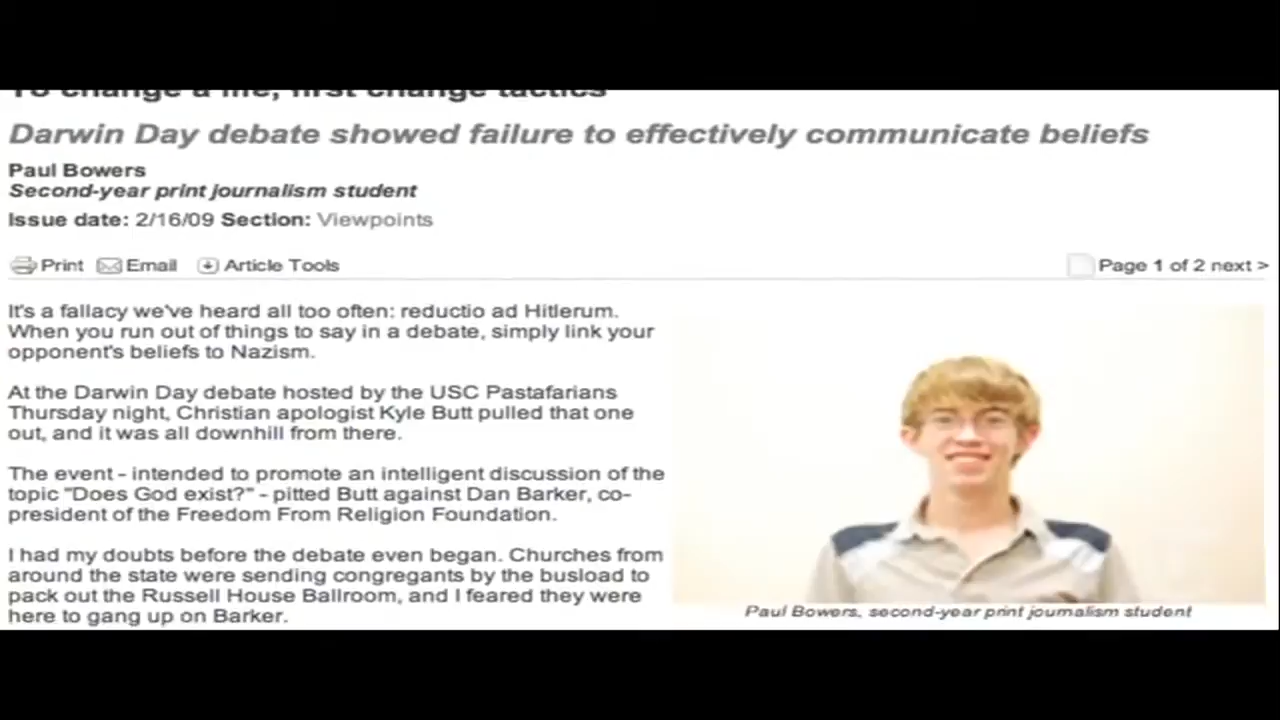 To change a life, first change tactics
Darwin Day debate showed failure to effectively communicate beliefs
Paul Bowers
Second-year print journalism student
Issue date: 2/16/09 Section: Viewpoints
Print Email Article Tools Page 1 of 2 next >
It's a fallacy we've heard all too often: reductio ad Hitlerum.
When you run out of things to say in a debate, simply link your
opponent's beliefs to Nazism.
At the Darwin Day debate hosted by the USC Pastafarians
Thursday night, Christian apologist Kyle Butt pulled that one
out, and it was all downhill from there.
The event - intended to promote an intelligent discussion of the
topic "Does God exist?" - pitted Butt against Dan Barker, co-
president of the Freedom From Religion Foundation.
I had my doubts before the debate even began. Churches from
around the state were sending congregants by the busload to
pack out the Russell House Ballroom, and I feared they were
here to gang up on Barker.
Paul Bowers, second-year print journalism student